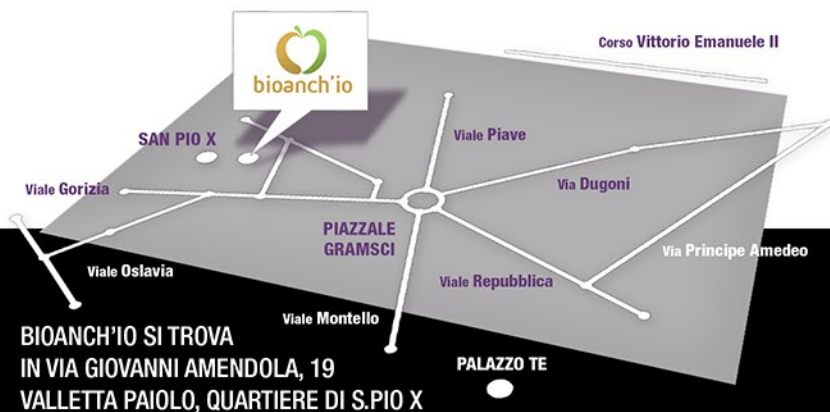 Corso Vittorio Emanuele II
bioanch'io
SAN PIO X
Viale Piave
Viale Gorizia
Via Dugoni
PIAZZALE
GRAMSCI
Via Principe Amedeo
Viale Oslavia
Viale Repubblica
Viale Montello
BIOANCH'IO SI TROVA
IN VIA GIOVANNI AMENDOLA, 19
VALLETTA PAIOLO, QUARTIERE DI S.PIO X
PALAZZO TE